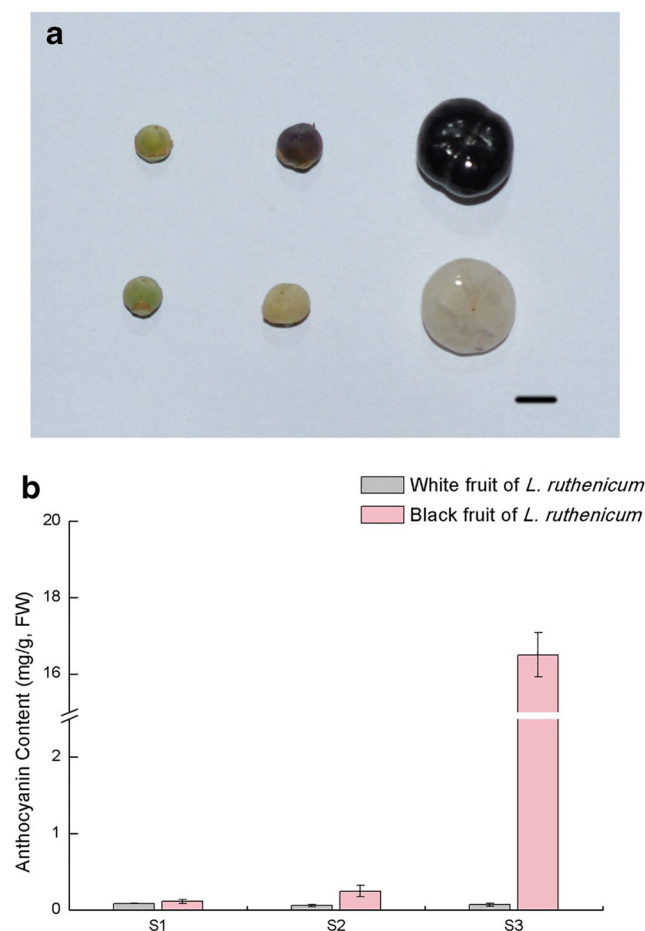 a
b
White fruit of L. ruthenicum
Black fruit of L. ruthenicum
Anthocyanin Content (mg/g, FW)
20
18
16
2
1
0
S1 S2 S3